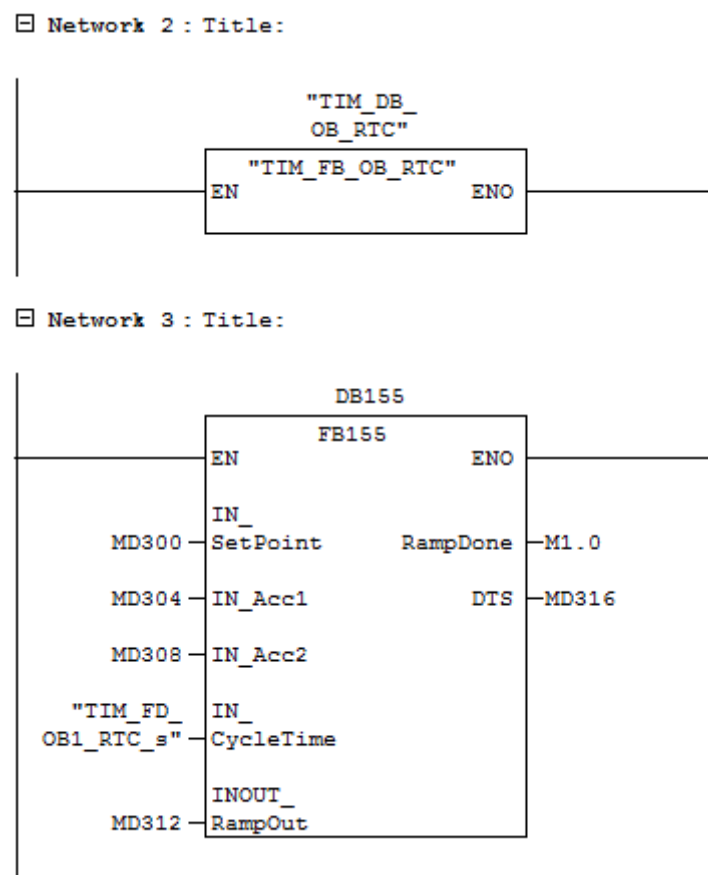 Network 2 : Title:
"TIM_DB_
OB_RTC"
"TIM_FB_OB_RTC"
EN ENO
Network 3 : Title:
DB155
FB155
EN ENO
IN_
MD300 SetPoint RampDone M1.0
MD304 IN_Acc1 DTS MD316
MD308 IN_Acc2
"TIM_FD_ IN_
OB1_RTC_s" CycleTime
INOUT_
MD312 RampOut